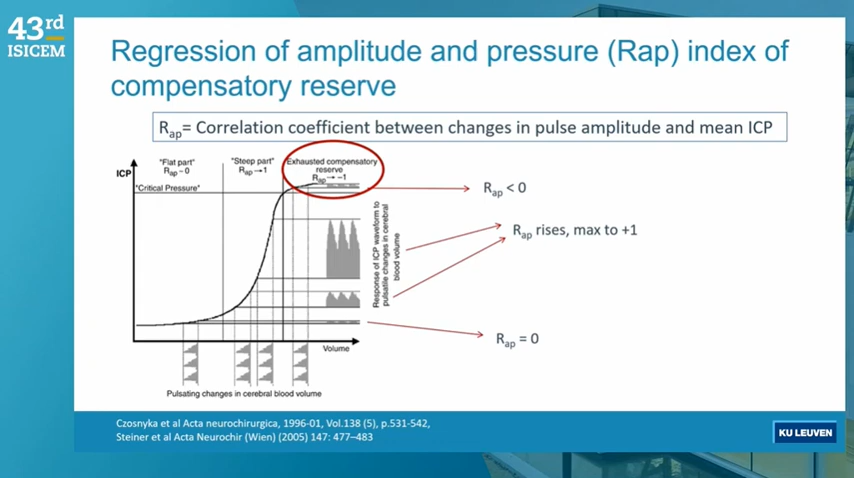 43rd
ISICEM
Regression of amplitude and pressure (Rap) index of
compensatory reserve
Rap= Correlation coefficient between changes in pulse amplitude and mean ICP
ICP
"Flat part"
Rap ~ 0
"Steep part"
Rap→1
Exhausted compensatory
reserve
Rap → -1
"Critical Pressure"
Response of ICP waveform to
pulsatile changes in cerebral
blood volume
Volume
Pulsating changes in cerebral blood volume
Rap < 0
Rap rises, max to +1
Rap = 0
Czosnyka et al Acta neurochirurgica, 1996-01, Vol.138 (5), p.531-542,
Steiner et al Acta Neurochir (Wien) (2005) 147: 477–483
KU LEUVEN